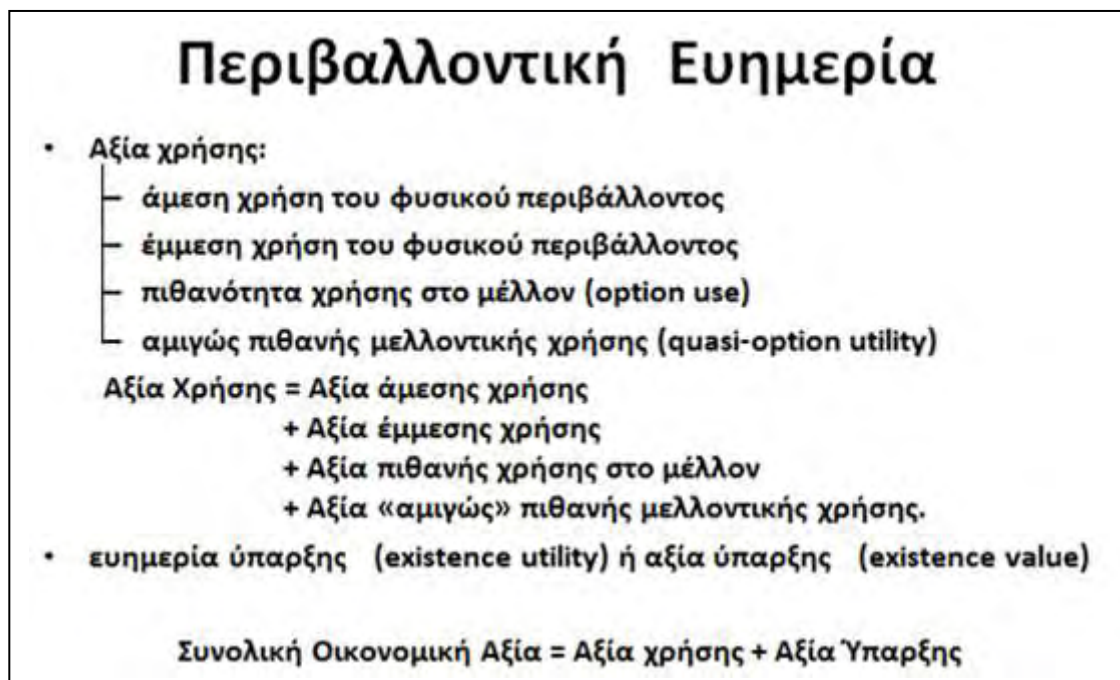 Περιβαλλοντική Ευημερία
• Αξία χρήσης:
– άμεση χρήση του φυσικού περιβάλλοντος
– έμμεση χρήση του φυσικού περιβάλλοντος
– πιθανότητα χρήσης στο μέλλον (option use)
– αμιγώς πιθανής μελλοντικής χρήσης (quasi-option utility)
Αξία Χρήσης = Αξία άμεσης χρήσης
+ Αξία έμμεσης χρήσης
+ Αξία πιθανής χρήσης στο μέλλον
+ Αξία «αμιγώς» πιθανής μελλοντικής χρήσης.
• ευημερία ύπαρξης (existence utility) ή αξία ύπαρξης (existence value)
Συνολική Οικονομική Αξία = Αξία χρήσης + Αξία Ύπαρξης